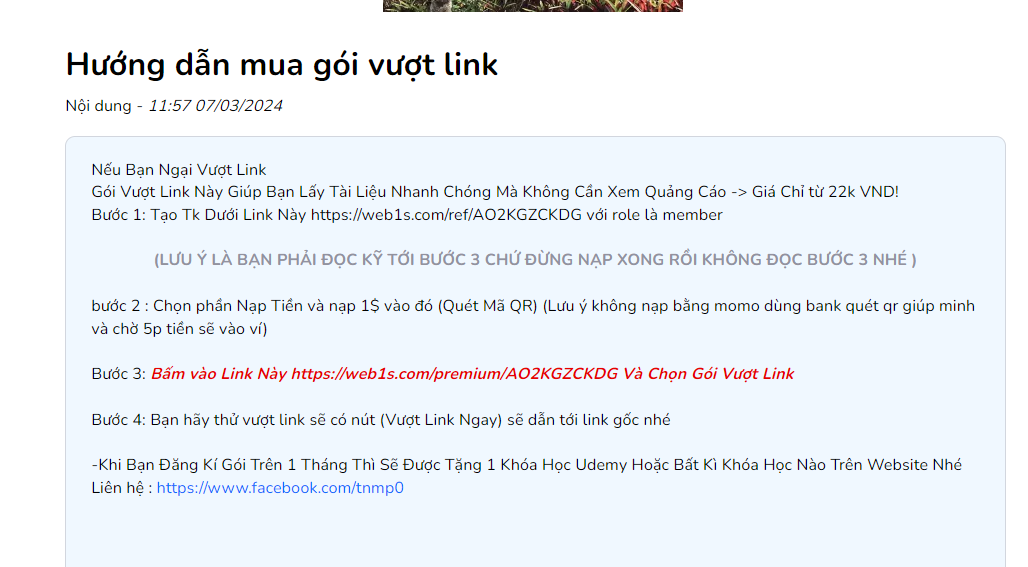 Hướng dẫn mua gói vượt link
Nội dung - 11:57 07/03/2024
Nếu Bạn Ngại Vượt Link
Gói Vượt Link Này Giúp Bạn Lấy Tài Liệu Nhanh Chóng Mà Không Cần Xem Quảng Cáo -> Giá Chỉ từ 22k VND!
Bước 1: Tạo Tk Dưới Link Này https://web1s.com/ref/AO2KGZCKDG với role là member
(LƯU Ý LÀ BẠN PHẢI ĐỌC KỸ TỚI BƯỚC 3 CHỨ ĐỪNG NẠP XONG RỒI KHÔNG ĐỌC BƯỚC 3 NHÉ )
bước 2 : Chọn phần Nạp Tiền và nạp 1$ vào đó (Quét Mã QR) (Lưu ý không nạp bằng momo dùng bank quét qr giúp minh
và chờ 5p tiền sẽ vào ví)
Bước 3: Bấm vào Link Này https://web1s.com/premium/AO2KGZCKDG Và Chọn Gói Vượt Link
Bước 4: Bạn hãy thử vượt link sẽ có nút (Vượt Link Ngay) sẽ dẫn tới link gốc nhé
-Khi Bạn Đăng Kí Gói Trên 1 Tháng Thì Sẽ Được Tặng 1 Khóa Học Udemy Hoặc Bất Kì Khóa Học Nào Trên Website Nhé
Liên hệ : https://www.facebook.com/tnmp0